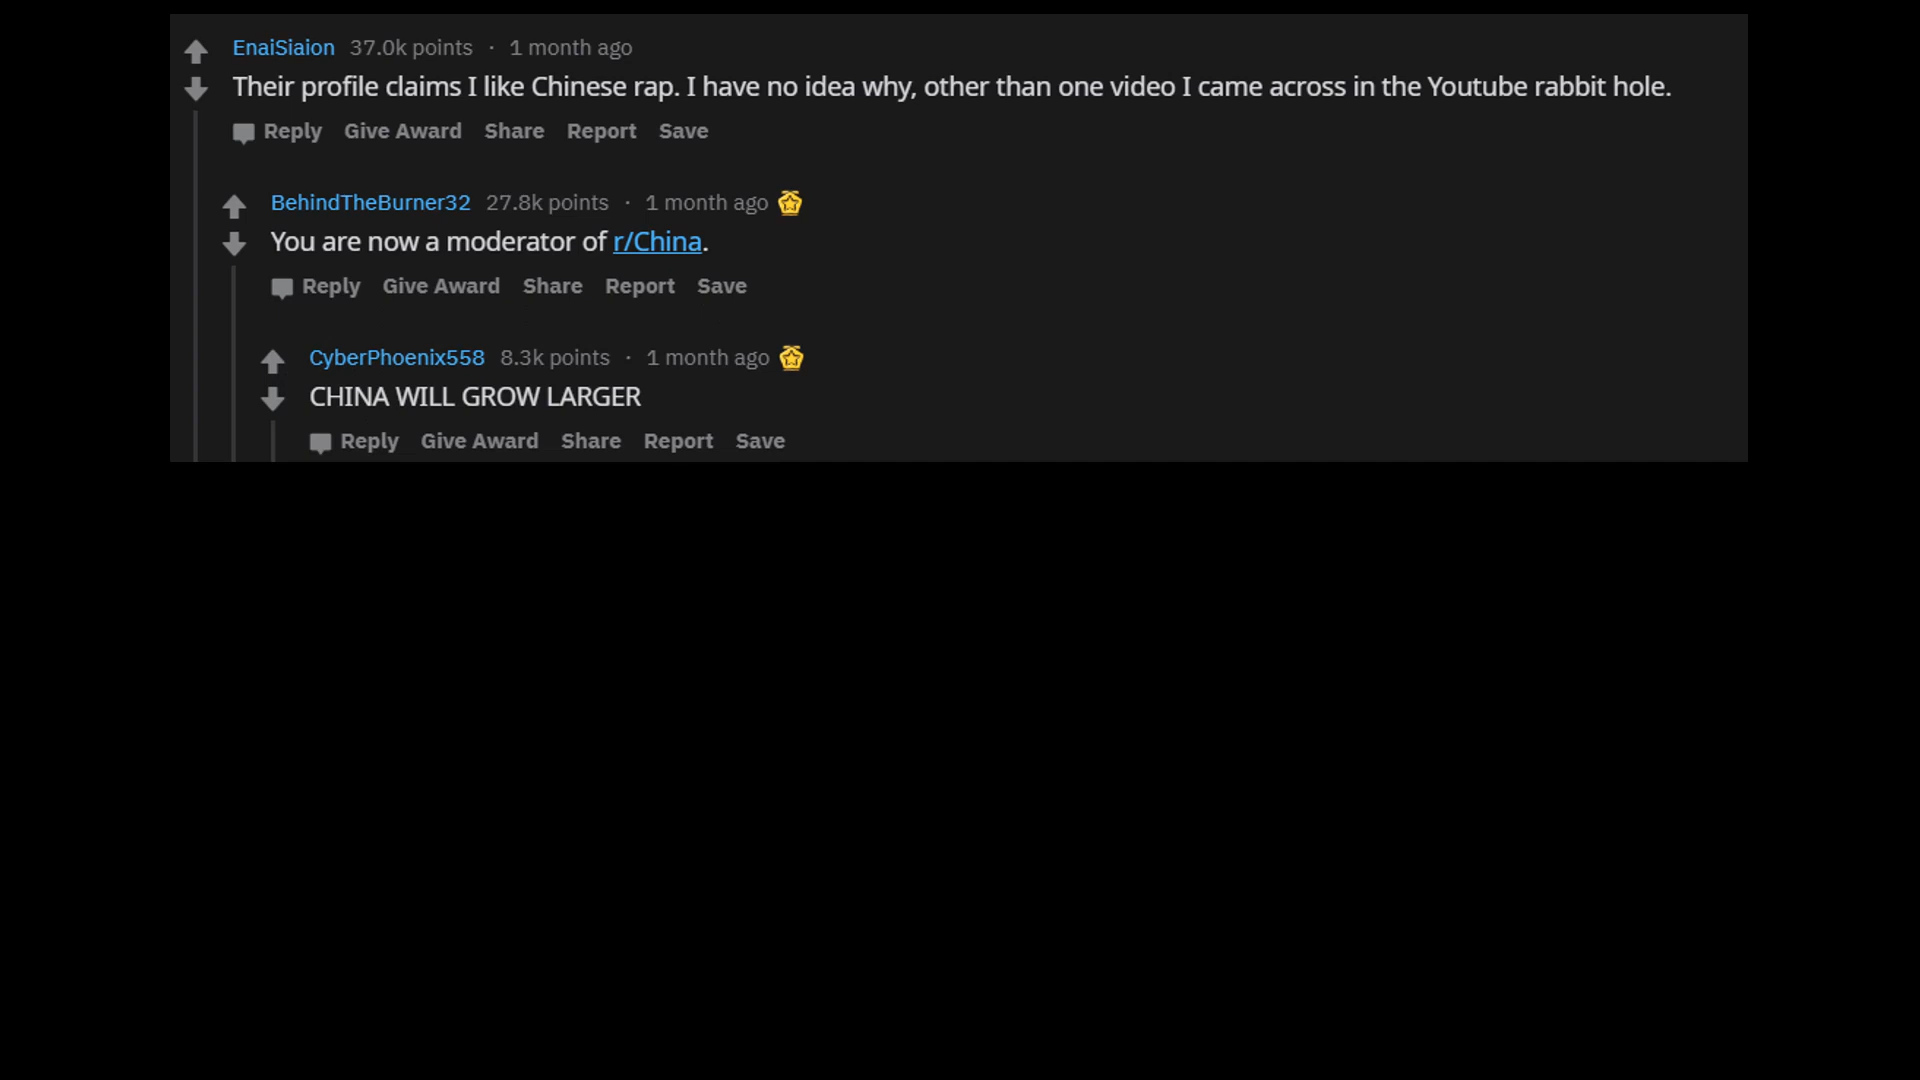 EnaiSiaion 37.0k points · 1 month ago
Their profile claims I like Chinese rap. I have no idea why, other than one video I came across in the Youtube rabbit hole.
Reply Give Award Share Report Save
BehindTheBurner32 27.8k points · 1 month ago
You are now a moderator of r/China.
Reply Give Award Share Report Save
CyberPhoenix558 8.3k points · 1 month ago
CHINA WILL GROW LARGER
Reply Give Award Share Report Save